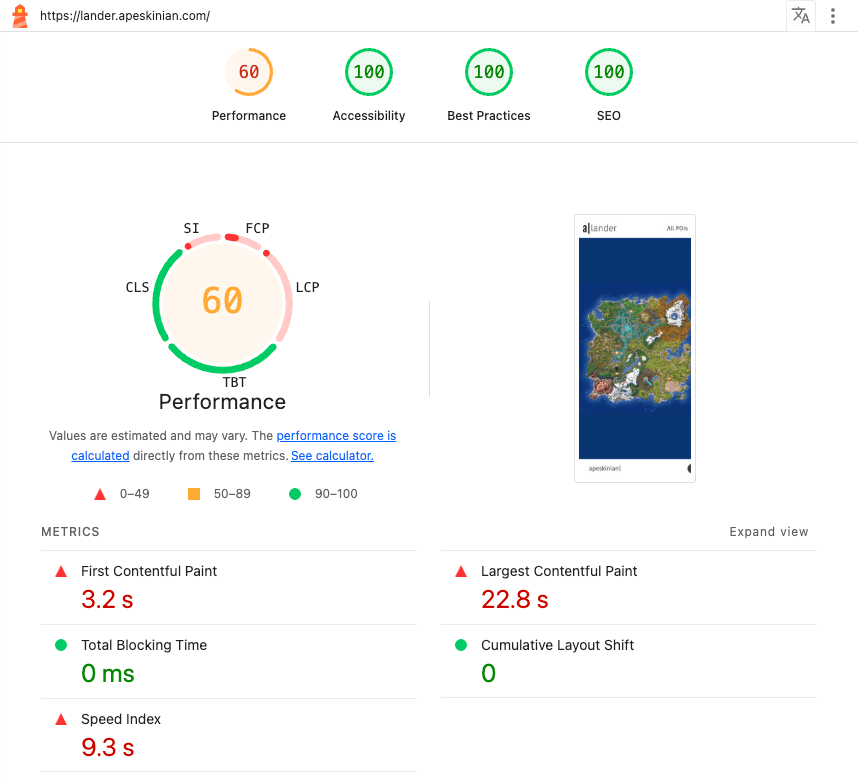 https://lander.apeskinian.com/
60
100
100
100
Performance
Accessibility
Best Practices
SEO
SI
FCP
CLS
LCP
60
TBT
Performance
Values are estimated and may vary. The performance score is
calculated directly from these metrics. See calculator.
0–49
50–89
90–100
a|lander
All POIs
apeskinian|
METRICS
Expand view
First Contentful Paint
3.2 s
Largest Contentful Paint
22.8 s
Total Blocking Time
0 ms
Cumulative Layout Shift
0
Speed Index
9.3 s